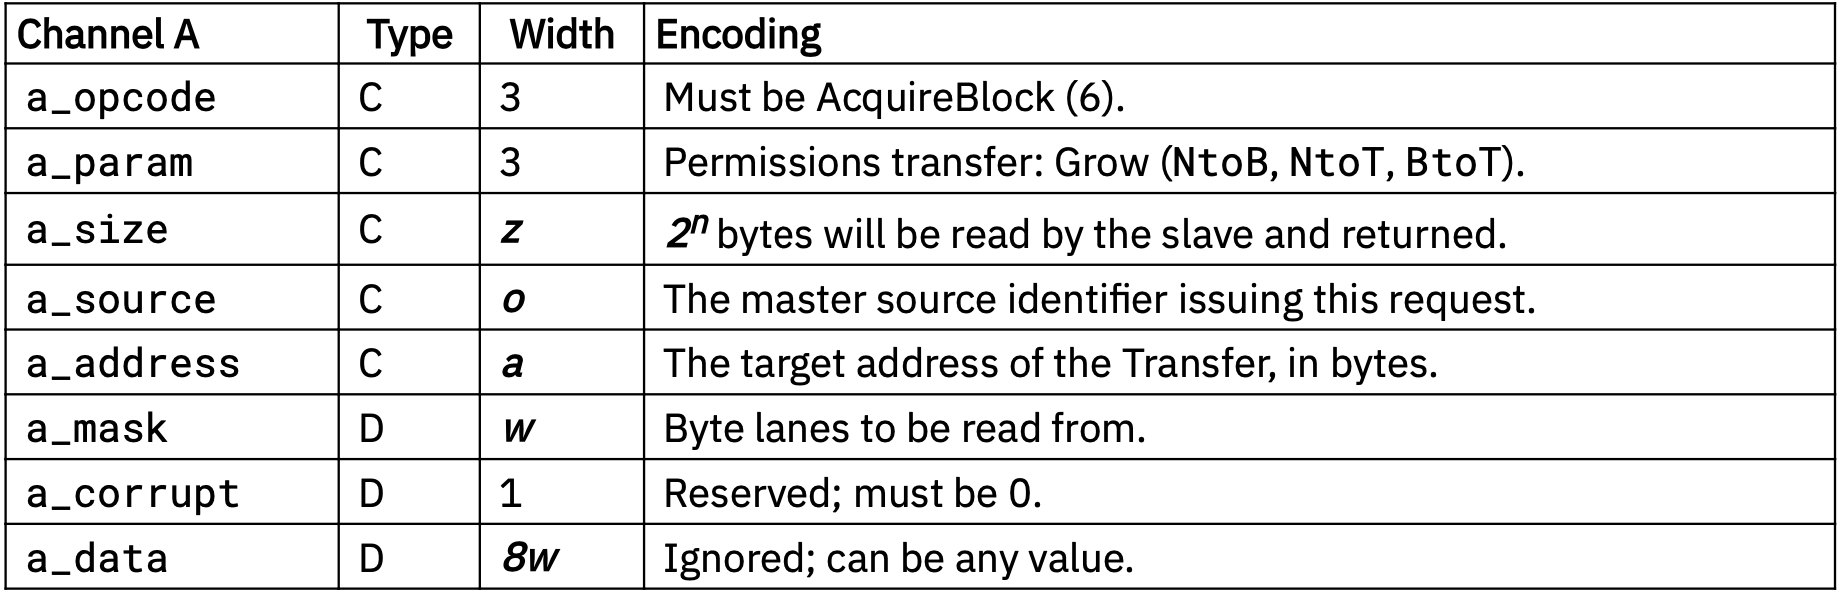 Channel A Type Width Encoding
a_opcode C 3 Must be AcquireBlock (6).
a_param C 3 Permissions transfer: Grow (NtoB, NtoT, BtoT).
a_size C z 2ⁿ bytes will be read by the slave and returned.
a_source C o The master source identifier issuing this request.
a_address C a The target address of the Transfer, in bytes.
a_mask D w Byte lanes to be read from.
a_corrupt D 1 Reserved; must be 0.
a_data D 8w Ignored; can be any value.